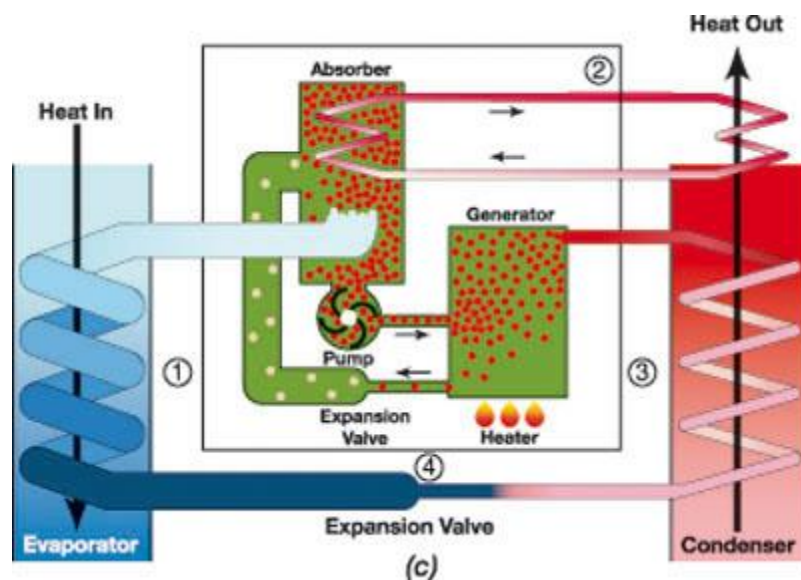 Heat Out
Absorber
②
Heat In
Generator
Pump
①
③
Expansion
Valve
Heater
④
Expansion Valve
Evaporator
Condenser
(c)